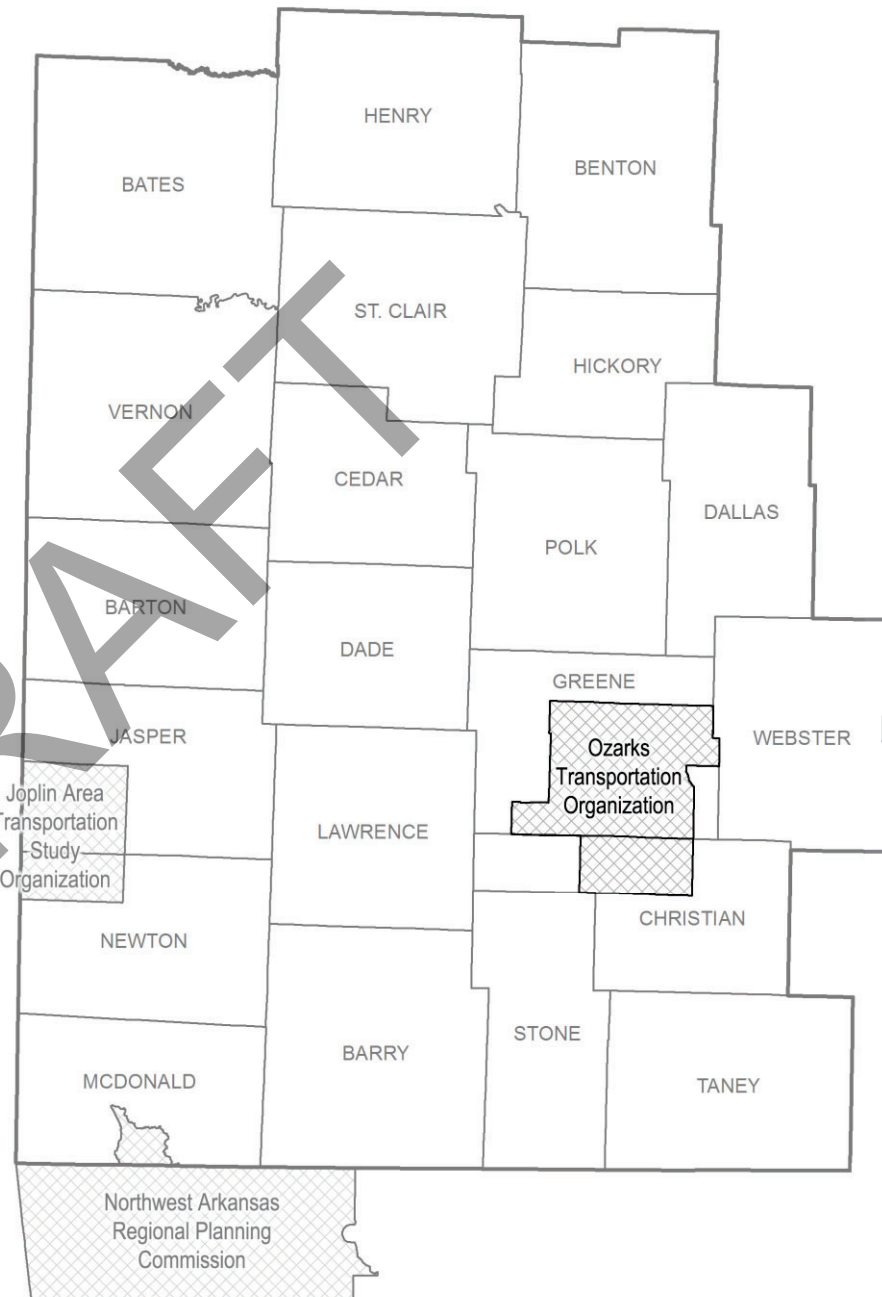 HENRY
BENTON
BATES
ST. CLAIR
HICKORY
VERNON
CEDAR
DALLAS
POLK
BARTON
DADE
GREENE
JASPER
WEBSTER
Ozarks
Transportation
Organization
Joplin Area
Transportation
Study
Organization
LAWRENCE
CHRISTIAN
NEWTON
STONE
BARRY
MCDONALD
TANEY
Northwest Arkansas
Regional Planning
Commission
RAFT